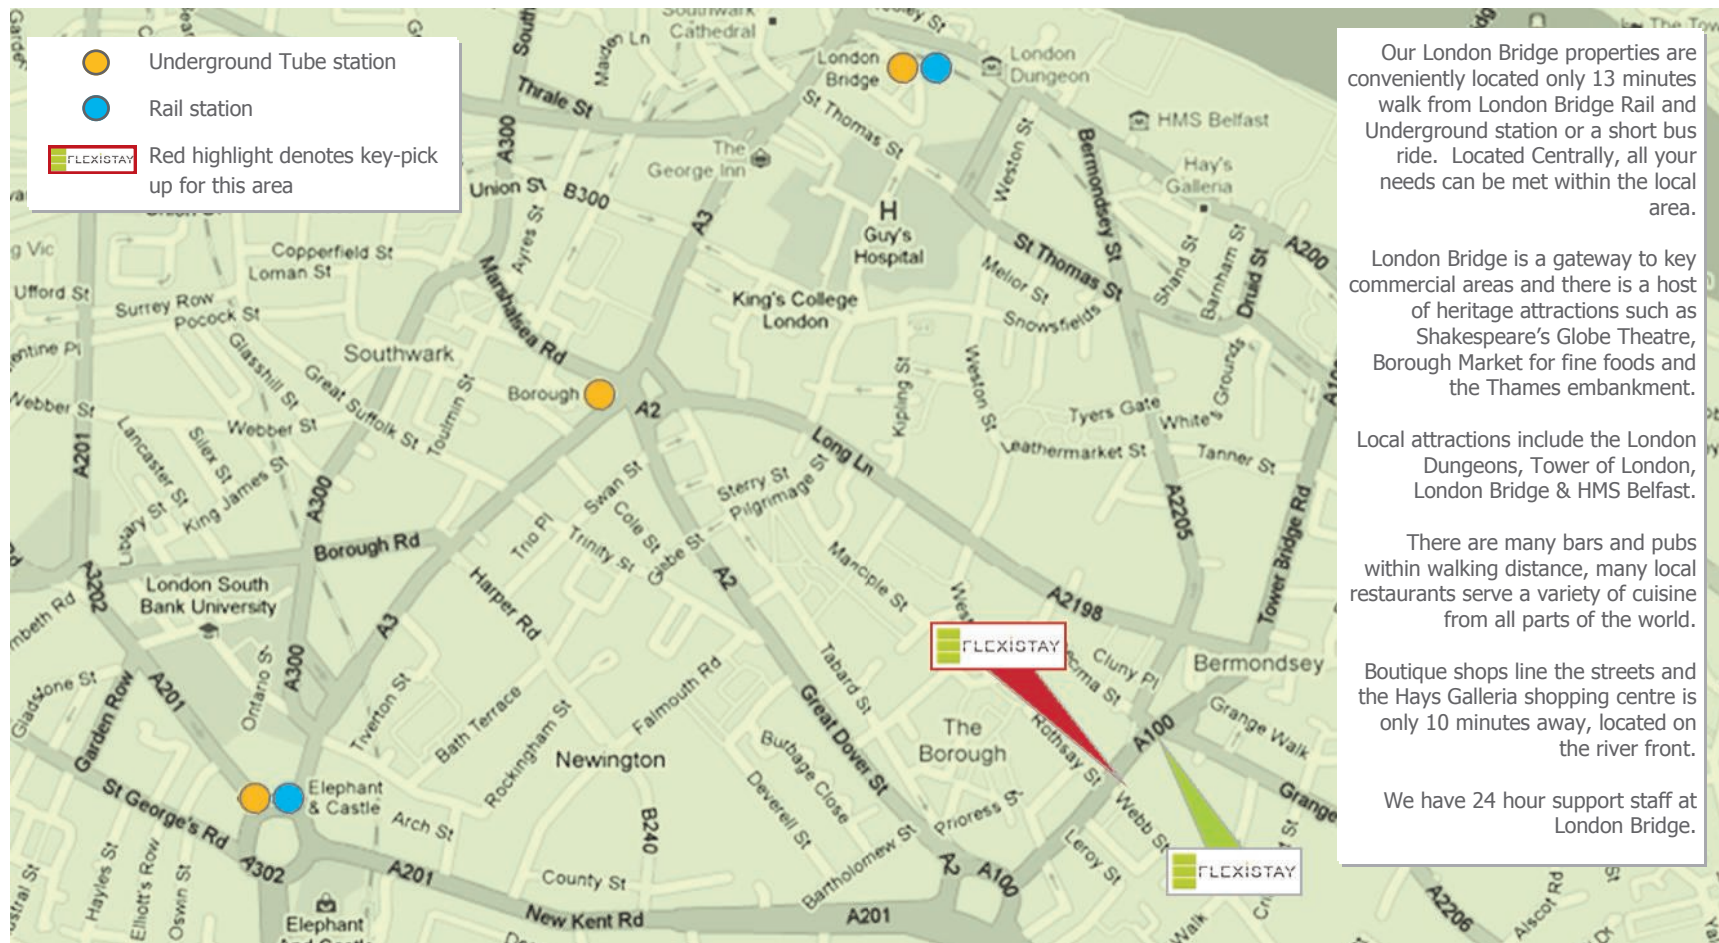 Underground Tube station
Rail station
FLEXISTAY
Red highlight denotes key-pick
up for this area
Our London Bridge properties are
conveniently located only 13 minutes
walk from London Bridge Rail and
Underground station or a short bus
ride.  Located Centrally, all your
needs can be met within the local
area.
London Bridge is a gateway to key
commercial areas and there is a host
of heritage attractions such as
Shakespeare’s Globe Theatre,
Borough Market for fine foods and
the Thames embankment.
Local attractions include the London
Dungeons, Tower of London,
London Bridge & HMS Belfast.
There are many bars and pubs
within walking distance, many local
restaurants serve a variety of cuisine
from all parts of the world.
Boutique shops line the streets and
the Hays Galleria shopping centre is
only 10 minutes away, located on
the river front.
We have 24 hour support staff at
London Bridge.
Southwark
Cathedral
Maiden Ln
London
Bridge
London
Dungeon
The Tow
Thrale St
A300
St Thomas St
HMS Belfast
The
George Inn
Weston St
Bermondsey St
Hay's
Galleria
Union St
B300
Ayres St
A3
H
Guy's
Hospital
St Thomas St
Shand St
Barnham St
Druid St
A200
Copperfield St
Loman St
Marshalsea Rd
Melior St
Snowsfields
Ufford St
Surrey Row
Pocock St
King's College
London
Glasshill St
Great Suffolk St
Southwark
Toulmin St
Borough
A2
Kipling St
Weston St
Tyers Gate
White's Grounds
Webber St
Webber St
A201
Lancaster St
Silex St
King James St
Library St
A300
Long Ln
Leathermarket St
Tanner St
Swan St
Sterry St
Pilgrimage St
A2205
Tower Bridge Rd
Borough Rd
Trio Pl
Cole St
Trinity St
Globe St
A2
Manciple St
A3202
London South
Bank University
Harper Rd
A3
A2198
FLEXISTAY
Cluny Pl
Bermondsey
Gladstone St
Garden Row
A201
Ontario St
A300
Tiverton St
Bath Terrace
Rockingham St
Falmouth Rd
Tabard St
Great Dover St
The
Borough
Rothsay St
A100
Grange Walk
Newington
Burbage Close
Deverell St
Elephant
& Castle
St George's Rd
Arch St
B240
Prioress St
Webb St
Leroy St
Bartholomew St
FLEXISTAY
A302
A201
County St
A2
A100
Hayles St
Elliott's Row
Oswin St
Elephant
New Kent Rd
A201
A2206
Alscot Rd
Walk